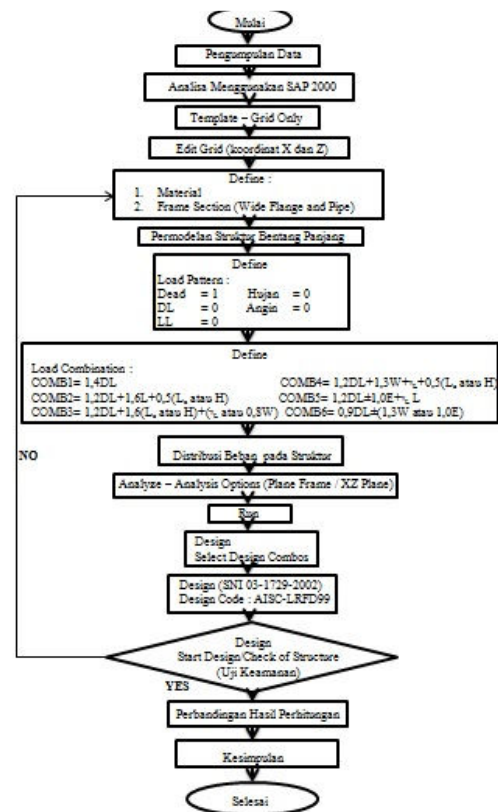 Mulai
Pengumpulan Data
Analisa Menggunakan SAP 2000
Template – Grid Only
Edit Grid (koordinat X dan Z)
Define :
1. Material
2. Frame Section (Wide Flange and Pipe)
Permodelan Struktur Bentang Panjang
Define
Load Pattern :
Dead = 1 Hujan = 0
DL = 0 Angin = 0
LL = 0
Define
Load Combination :
COMB1= 1,4DL COMB4= 1,2DL+1,3W+γL+0,5(La atau H)
COMB2= 1,2DL+1,6L+0,5(La atau H) COMB5= 1,2DL±1,0E+γL L
COMB3= 1,2DL+1,6(La atau H)+(γL atau 0,8W) COMB6= 0,9DL±(1,3W atau 1,0E)
NO
Distribusi Beban pada Struktur
Analyze – Analysis Options (Plane Frame / XZ Plane)
Run
Design
Select Design Combos
Design (SNI 03-1729-2002)
Design Code : AISC-LRFD99
Design
Start Design/Check of Structure
(Uji Keamanan)
YES
Perbandingan Hasil Perhitungan
Kesimpulan
Selesai